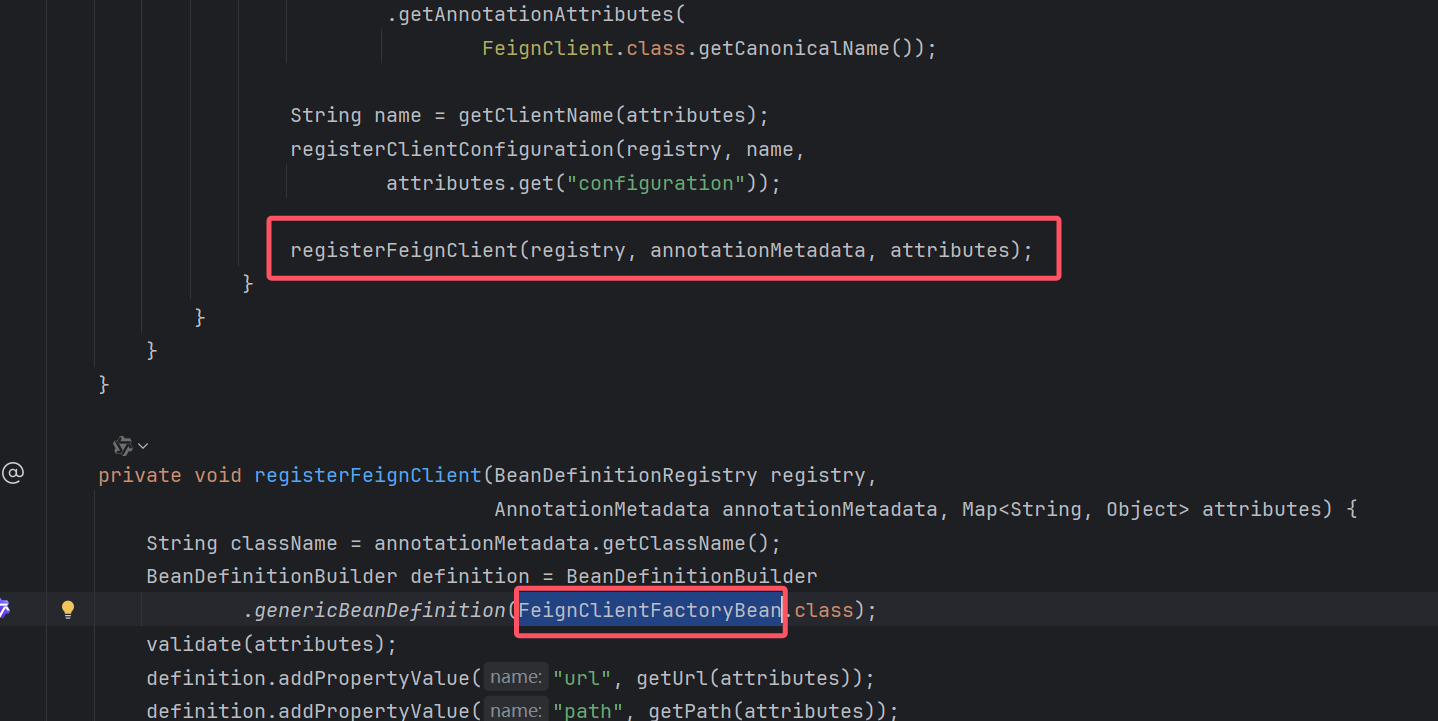 .getAnnotationAttributes(
FeignClient.class.getCanonicalName());
String name = getClientName(attributes);
registerClientConfiguration(registry, name,
attributes.get("configuration"));
registerFeignClient(registry, annotationMetadata, attributes);
}
}
}
}
private void registerFeignClient(BeanDefinitionRegistry registry,
AnnotationMetadata annotationMetadata, Map<String, Object> attributes) {
String className = annotationMetadata.getClassName();
BeanDefinitionBuilder definition = BeanDefinitionBuilder
.genericBeanDefinition(FeignClientFactoryBean.class);
validate(attributes);
definition.addPropertyValue( name: "url", getUrl(attributes));
definition.addPropertyValue( name: "path", getPath(attributes));